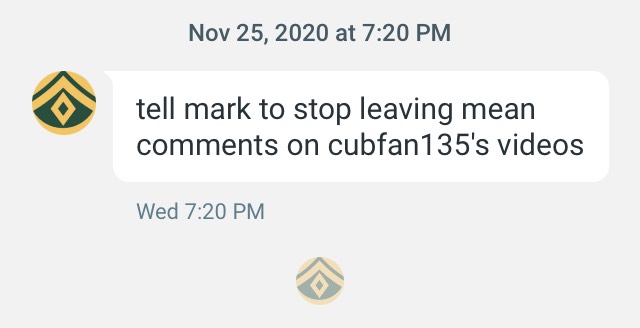 Nov 25, 2020 at 7:20 PM
tell mark to stop leaving mean
comments on cubfan135's videos
Wed 7:20 PM